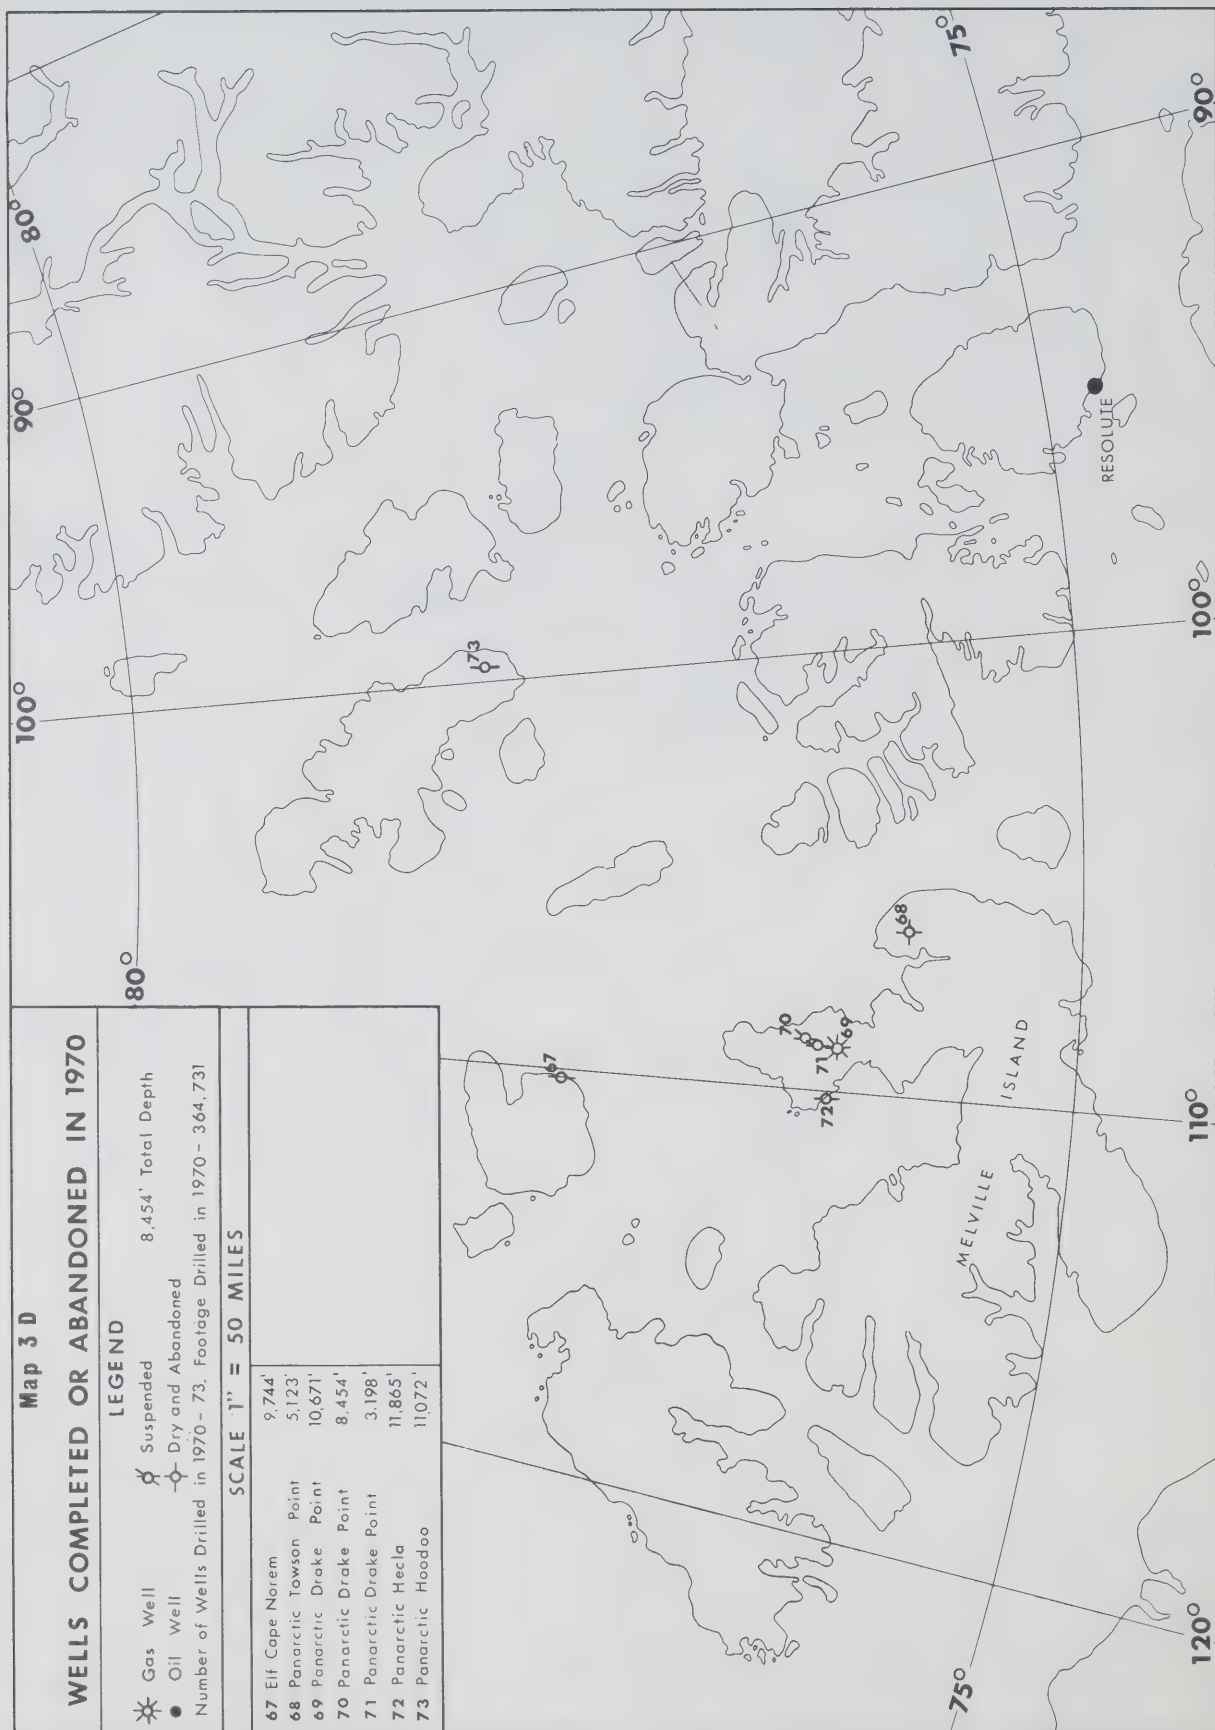 Map 3 D
WELLS COMPLETED OR ABANDONED IN 1970
LEGEND
Gas Well Suspended 8,454' Total Depth
Oil Well Dry and Abandoned
Number of Wells Drilled in 1970 - 73. Footage Drilled in 1970 - 364,731
SCALE 1" = 50 MILES
67 Elf Cape Norem 9,744'
68 Panarctic Towson Point 5,123'
69 Panarctic Drake Point 10,671'
70 Panarctic Drake Point 8,454'
71 Panarctic Drake Point 3,198'
72 Panarctic Hecla 11,865'
73 Panarctic Hoodoo 11,072'
80°
100°
90°
80°
75°
90°
100°
110°
120°
75°
67
73
70
71
69
72
68
MELVILLE
ISLAND
RESOLUTE